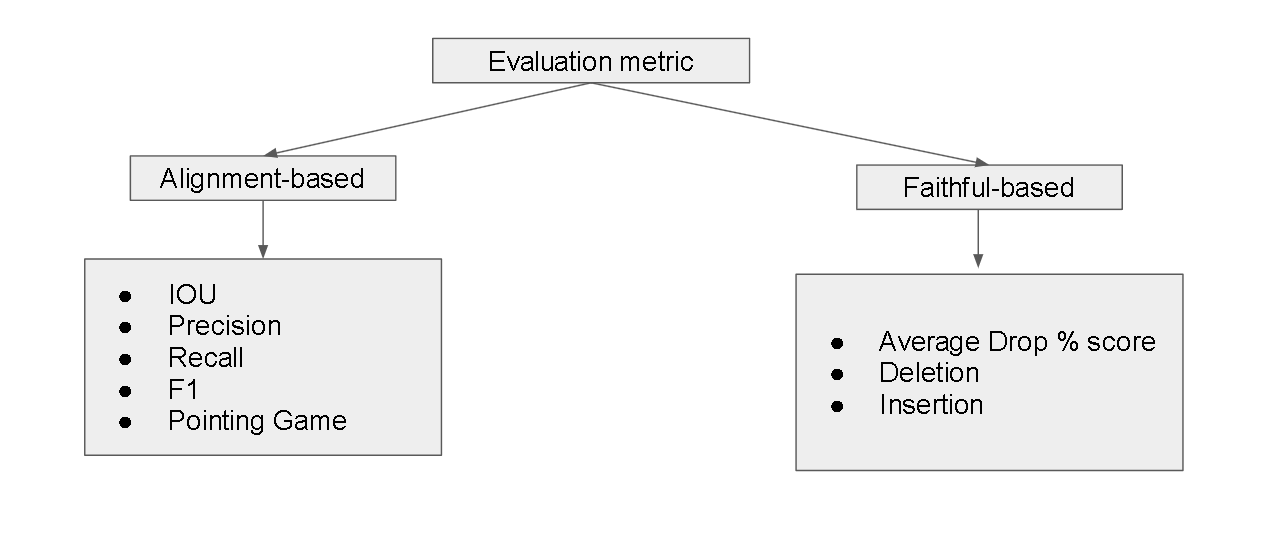 Evaluation metric
Alignment-based
Faithful-based
● IOU
● Precision
● Recall
● F1
● Pointing Game
● Average Drop % score
● Deletion
● Insertion